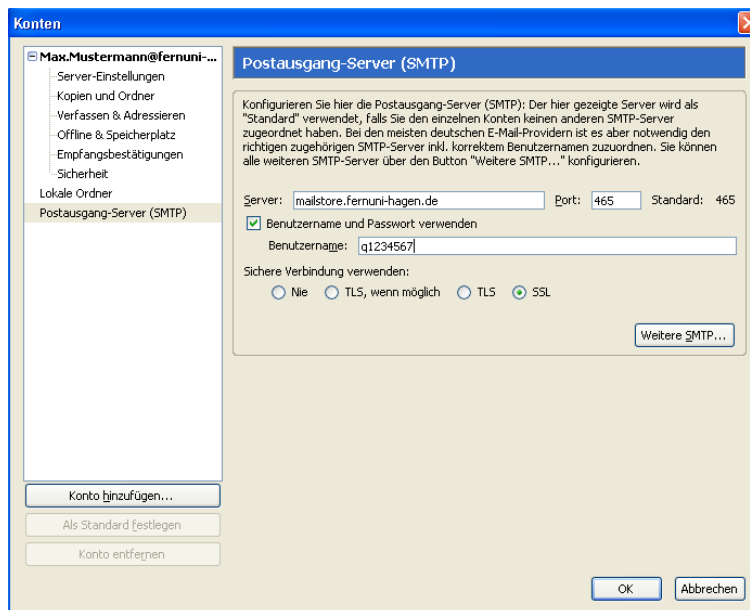 Konten
Max.Mustermann@fernuni-...
Server-Einstellungen
Kopien und Ordner
Verfassen & Adressieren
Offline & Speicherplatz
Empfangsbestätigungen
Sicherheit
Lokale Ordner
Postausgang-Server (SMTP)
Konto hinzufügen...
Als Standard festlegen
Konto entfernen
Postausgang-Server (SMTP)
Konfigurieren Sie hier die Postausgang-Server (SMTP): Der hier gezeigte Server wird als
"Standard" verwendet, falls Sie den einzelnen Konten keinen anderen SMTP-Server
zugeordnet haben. Bei den meisten deutschen E-Mail-Providern ist es aber notwendig den
richtigen zugehörigen SMTP-Server inkl. korrektem Benutzernamen zuzuordnen. Sie können
alle weiteren SMTP-Server über den Button "Weitere SMTP..." konfigurieren.
Server: mailstore.fernuni-hagen.de Port: 465 Standard: 465
Benutzername und Passwort verwenden
Benutzername: q1234567
Sichere Verbindung verwenden:
Nie TLS, wenn möglich TLS SSL
Weitere SMTP...
OK Abbrechen